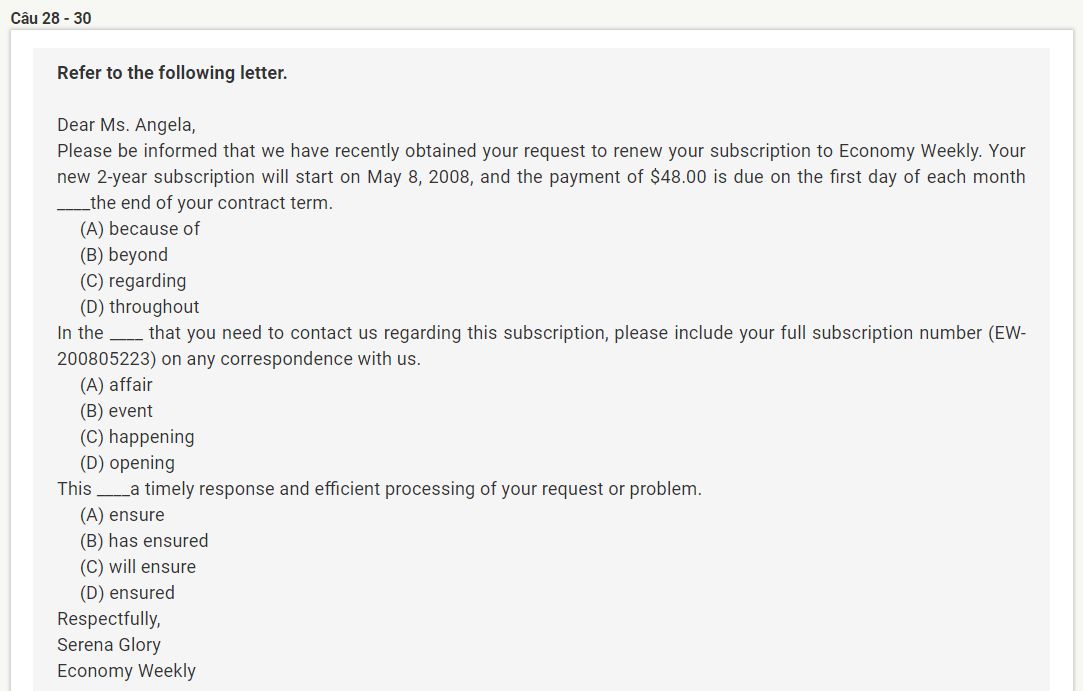 Câu 28 - 30
Refer to the following letter.
Dear Ms. Angela,
Please be informed that we have recently obtained your request to renew your subscription to Economy Weekly. Your
new 2-year subscription will start on May 8, 2008, and the payment of $48.00 is due on the first day of each month
____the end of your contract term.
(A) because of
(B) beyond
(C) regarding
(D) throughout
In the ____ that you need to contact us regarding this subscription, please include your full subscription number (EW-
200805223) on any correspondence with us.
(A) affair
(B) event
(C) happening
(D) opening
This ____a timely response and efficient processing of your request or problem.
(A) ensure
(B) has ensured
(C) will ensure
(D) ensured
Respectfully,
Serena Glory
Economy Weekly